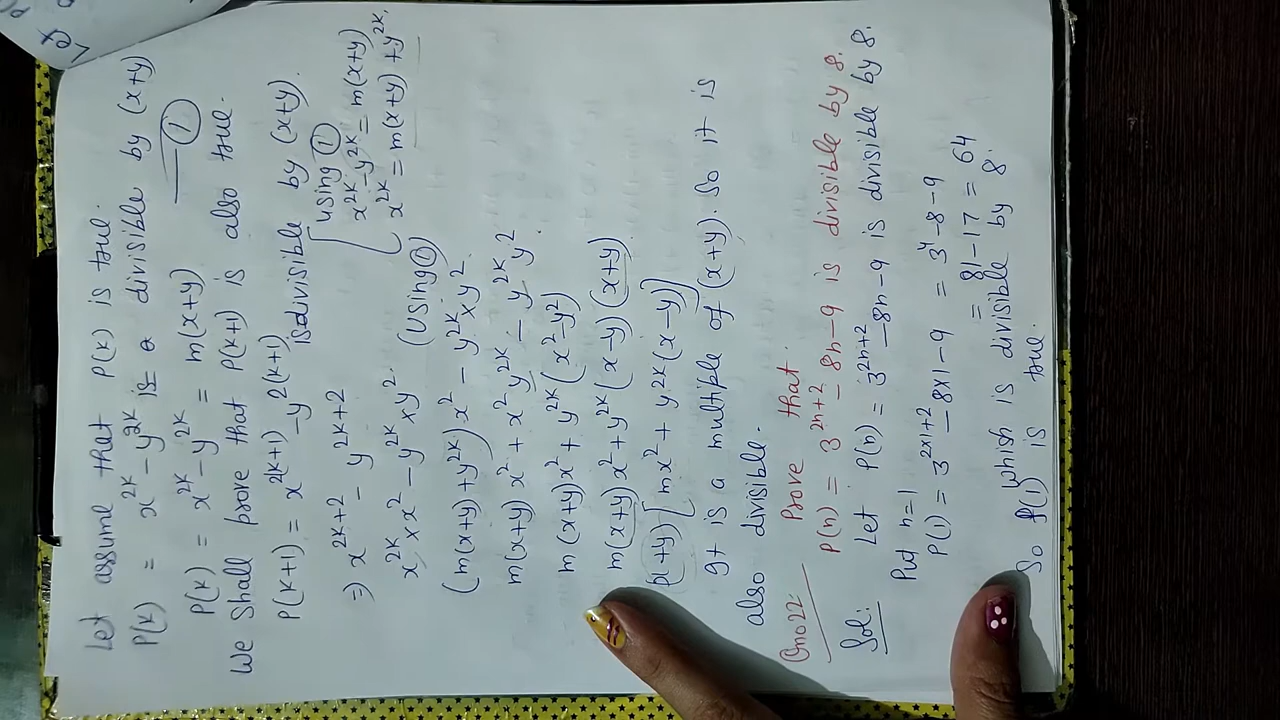 Let assume that P(K) is true.
P(K) = x^2K - y^2K is a divisible by (x+y)
P(K) = x^2K - y^2K = m(x+y) —— ①
We Shall prove that P(K+1) is also true.
P(K+1) = x^2(K+1) - y^2(K+1) is divisible by (x+y).
⇒ x^2K+2 - y^2K+2
x^2K × x^2 - y^2K × y^2. (Using ①)
[ using ①
x^2K - y^2K = m(x+y)
x^2K = m(x+y) + y^2K.
(m(x+y) + y^2K) x^2 - y^2K × y^2.
m(x+y) x^2 + x^2 y^2K - y^2K y^2
m(x+y)x^2 + y^2K (x^2 - y^2)
m(x+y)x^2 + y^2K (x-y)(x+y)
(x+y)[mx^2 + y^2K (x-y)]
It is a multiple of (x+y). So it is
also divisible.
Qno22: Prove that.
P(n) = 3^2n+2 - 8n - 9 is divisible by 8.
Sol: Let P(n) = 3^2n+2 - 8n - 9 is divisible by 8.
Put n=1
P(1) = 3^2×1+2 - 8×1 - 9 = 3^4 - 8 - 9
= 81 - 17 = 64
which is divisible by 8.
So P(1) is true.
Let